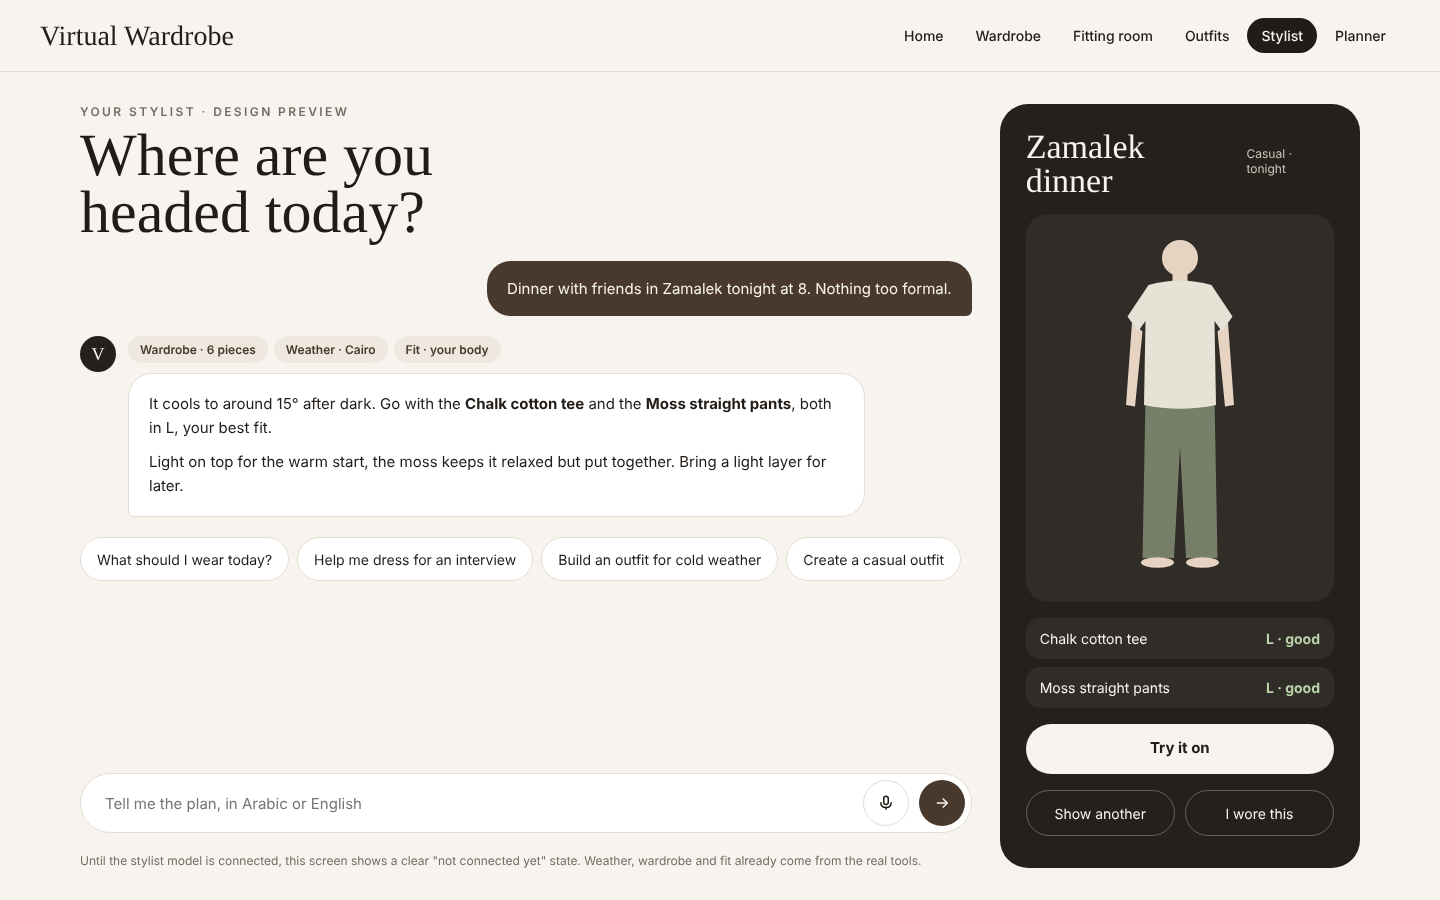 Virtual Wardrobe
Home
Wardrobe
Fitting room
Outfits
Stylist
Planner
YOUR STYLIST · DESIGN PREVIEW
Where are you
headed today?
Dinner with friends in Zamalek tonight at 8. Nothing too formal.
V
Wardrobe · 6 pieces
Weather · Cairo
Fit · your body
It cools to around 15° after dark. Go with the Chalk cotton tee and the Moss straight pants, both
in L, your best fit.
Light on top for the warm start, the moss keeps it relaxed but put together. Bring a light layer for
later.
What should I wear today?
Help me dress for an interview
Build an outfit for cold weather
Create a casual outfit
Tell me the plan, in Arabic or English
Until the stylist model is connected, this screen shows a clear "not connected yet" state. Weather, wardrobe and fit already come from the real tools.
Zamalek
dinner
Casual ·
tonight
Chalk cotton tee
L · good
Moss straight pants
L · good
Try it on
Show another
I wore this